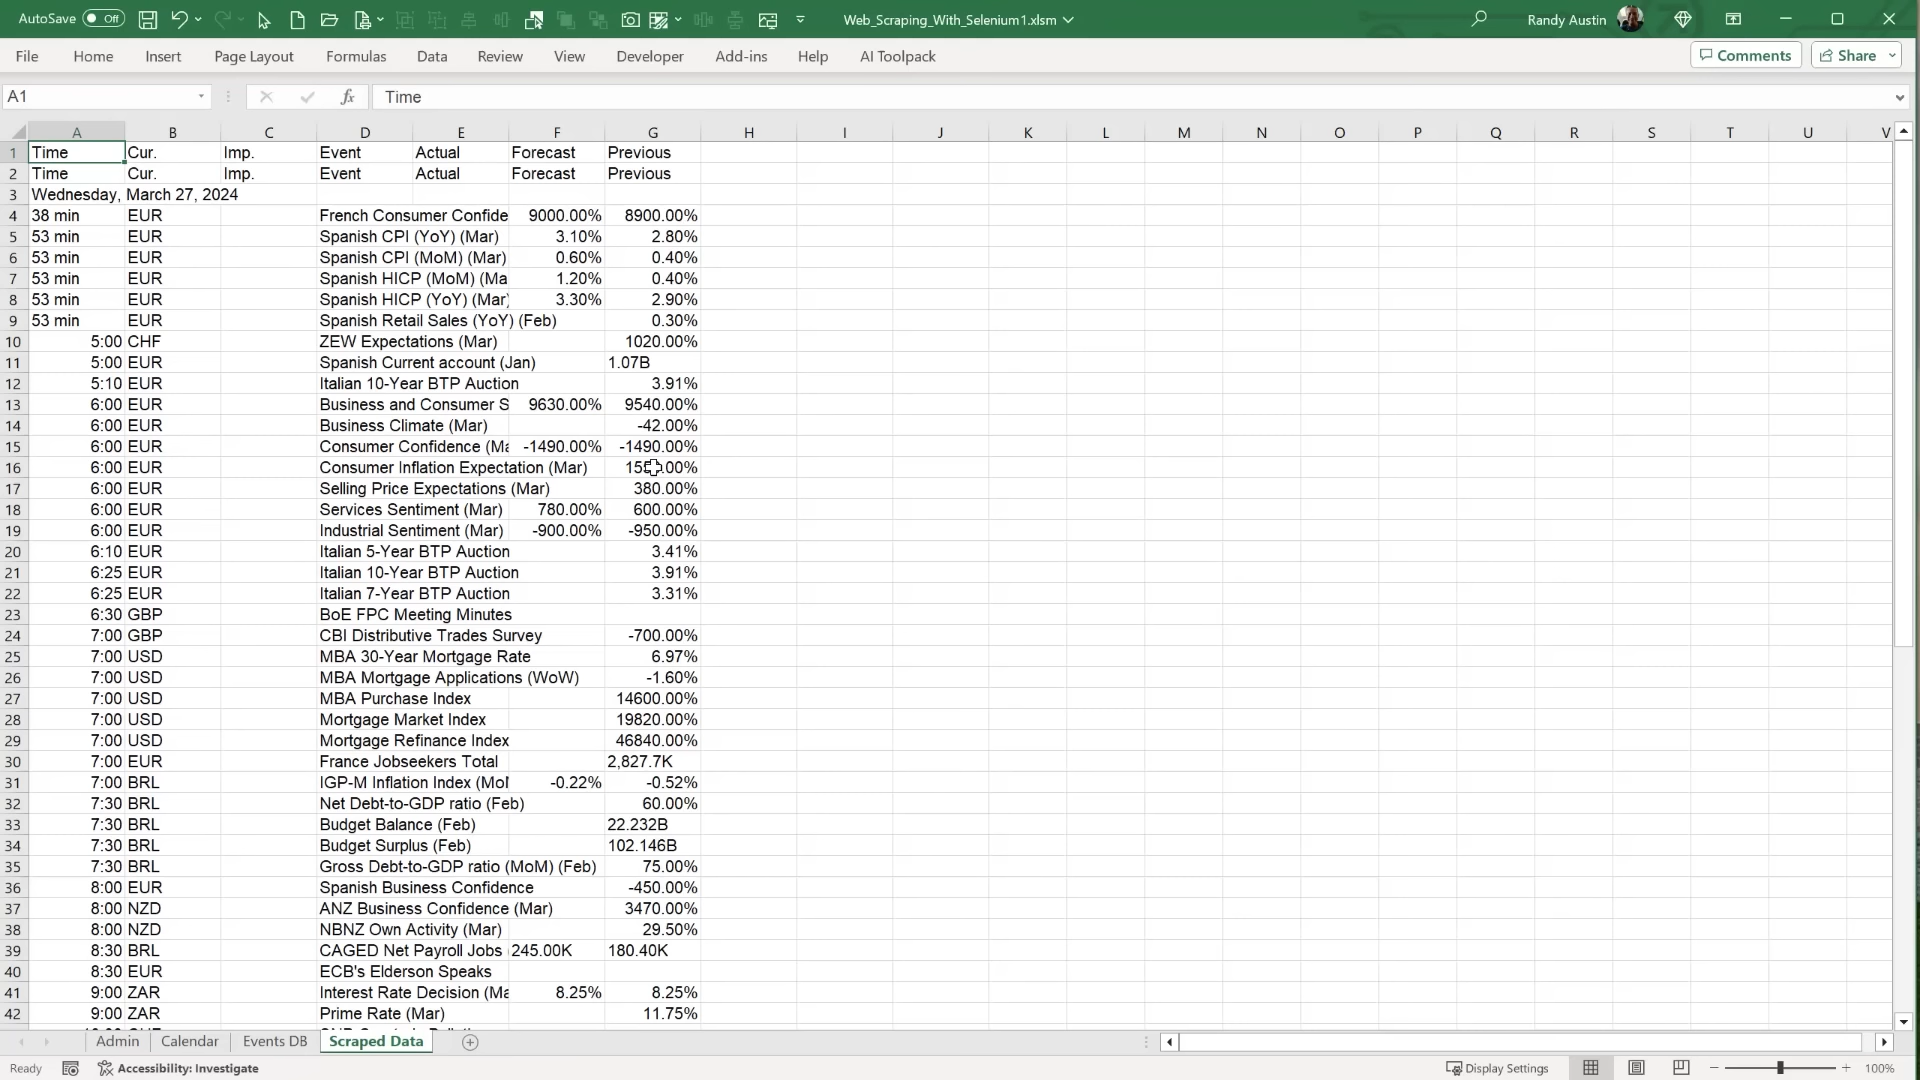 AutoSave Off Web_Scraping_With_Selenium1.xlsm Randy Austin
File Home Insert Page Layout Formulas Data Review View Developer Add-ins Help AI Toolpack Comments Share
A1 fx Time
A B C D E F G H I J K L M N O P Q R S T U V
1 Time Cur. Imp. Event Actual Forecast Previous
2 Time Cur. Imp. Event Actual Forecast Previous
3 Wednesday, March 27, 2024
4 38 min EUR French Consumer Confide 9000.00% 8900.00%
5 53 min EUR Spanish CPI (YoY) (Mar) 3.10% 2.80%
6 53 min EUR Spanish CPI (MoM) (Mar) 0.60% 0.40%
7 53 min EUR Spanish HICP (MoM) (Ma 1.20% 0.40%
8 53 min EUR Spanish HICP (YoY) (Mar) 3.30% 2.90%
9 53 min EUR Spanish Retail Sales (YoY) (Feb) 0.30%
10 5:00 CHF ZEW Expectations (Mar) 1020.00%
11 5:00 EUR Spanish Current account (Jan) 1.07B
12 5:10 EUR Italian 10-Year BTP Auction 3.91%
13 6:00 EUR Business and Consumer S 9630.00% 9540.00%
14 6:00 EUR Business Climate (Mar) -42.00%
15 6:00 EUR Consumer Confidence (Ma -1490.00% -1490.00%
16 6:00 EUR Consumer Inflation Expectation (Mar)
17 6:00 EUR Selling Price Expectations (Mar) 380.00%
18 6:00 EUR Services Sentiment (Mar) 780.00% 600.00%
19 6:00 EUR Industrial Sentiment (Mar) -900.00% -950.00%
20 6:10 EUR Italian 5-Year BTP Auction 3.41%
21 6:25 EUR Italian 10-Year BTP Auction 3.91%
22 6:25 EUR Italian 7-Year BTP Auction 3.31%
23 6:30 GBP BoE FPC Meeting Minutes
24 7:00 GBP CBI Distributive Trades Survey -700.00%
25 7:00 USD MBA 30-Year Mortgage Rate 6.97%
26 7:00 USD MBA Mortgage Applications (WoW) -1.60%
27 7:00 USD MBA Purchase Index 14600.00%
28 7:00 USD Mortgage Market Index 19820.00%
29 7:00 USD Mortgage Refinance Index 46840.00%
30 7:00 EUR France Jobseekers Total 2,827.7K
31 7:00 BRL IGP-M Inflation Index (Mo -0.22% -0.52%
32 7:30 BRL Net Debt-to-GDP ratio (Feb) 60.00%
33 7:30 BRL Budget Balance (Feb) 22.232B
34 7:30 BRL Budget Surplus (Feb) 102.146B
35 7:30 BRL Gross Debt-to-GDP ratio (MoM) (Feb) 75.00%
36 8:00 EUR Spanish Business Confidence -450.00%
37 8:00 NZD ANZ Business Confidence (Mar) 3470.00%
38 8:00 NZD NBNZ Own Activity (Mar) 29.50%
39 8:30 BRL CAGED Net Payroll Jobs 245.00K 180.40K
40 8:30 EUR ECB's Elderson Speaks
41 9:00 ZAR Interest Rate Decision (Ma 8.25% 8.25%
42 9:00 ZAR Prime Rate (Mar) 11.75%
Admin Calendar Events DB Scraped Data
Ready Accessibility: Investigate Display Settings 100%